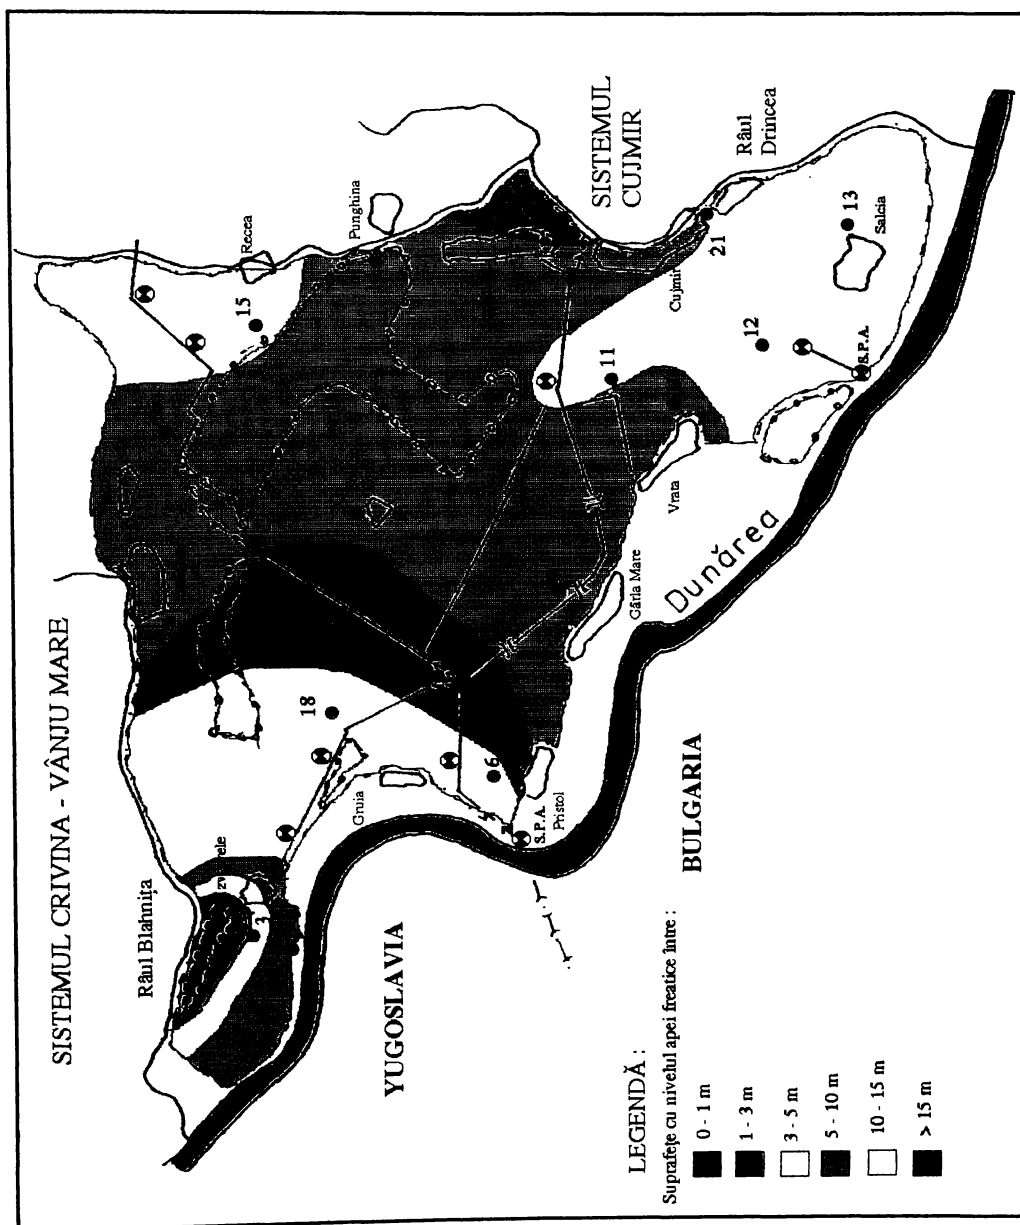 SISTEMUL CRIVINA - VÂNJU MARE
Râul Blahnița
SISTEMUL
CUJMIR
Râul
Drincea
Recea
Punghina
15
Cujmir
21
13
Salcia
12
11
S.P.A.
Vrata
Gârla Mare
Dunărea
18
6
Gruia
S.P.A.
Pristol
3
YUGOSLAVIA
BULGARIA
LEGENDĂ :
Suprafețe cu nivelul apei freatice între :
0 - 1 m
1 - 3 m
3 - 5 m
5 - 10 m
10 - 15 m
> 15 m